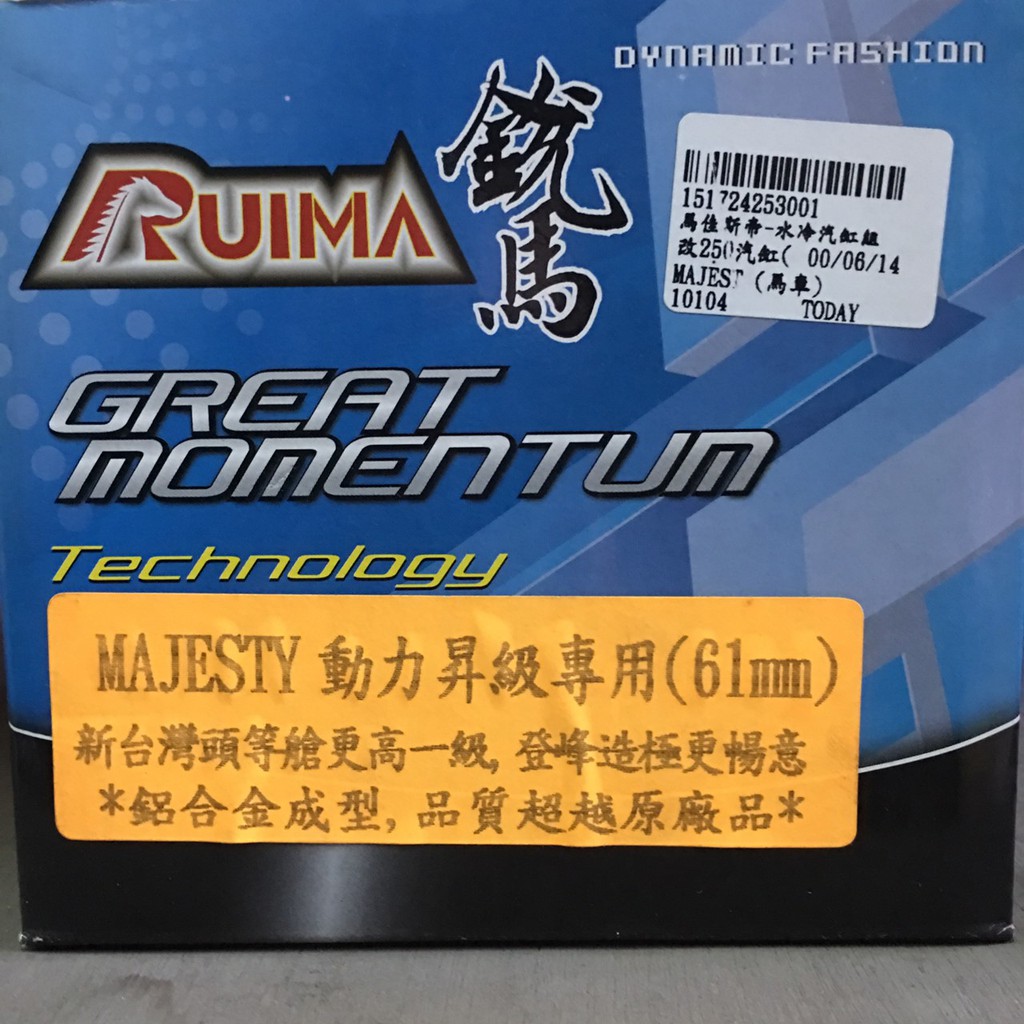 DYNAMIC FASHION
RUIMA
銃馬
151724253001
馬佳斯帝-水冷汽缸組
改250汽缸( 00/06/14
MAJEST (馬車)
10104 TODAY
GREAT
MOMENTUM
Technology
MAJESTY 動力昇級專用(61mm)
新台灣頭等艙更高一級, 登峰造極更暢意
*鋁合金成型, 品質超越原廠品*